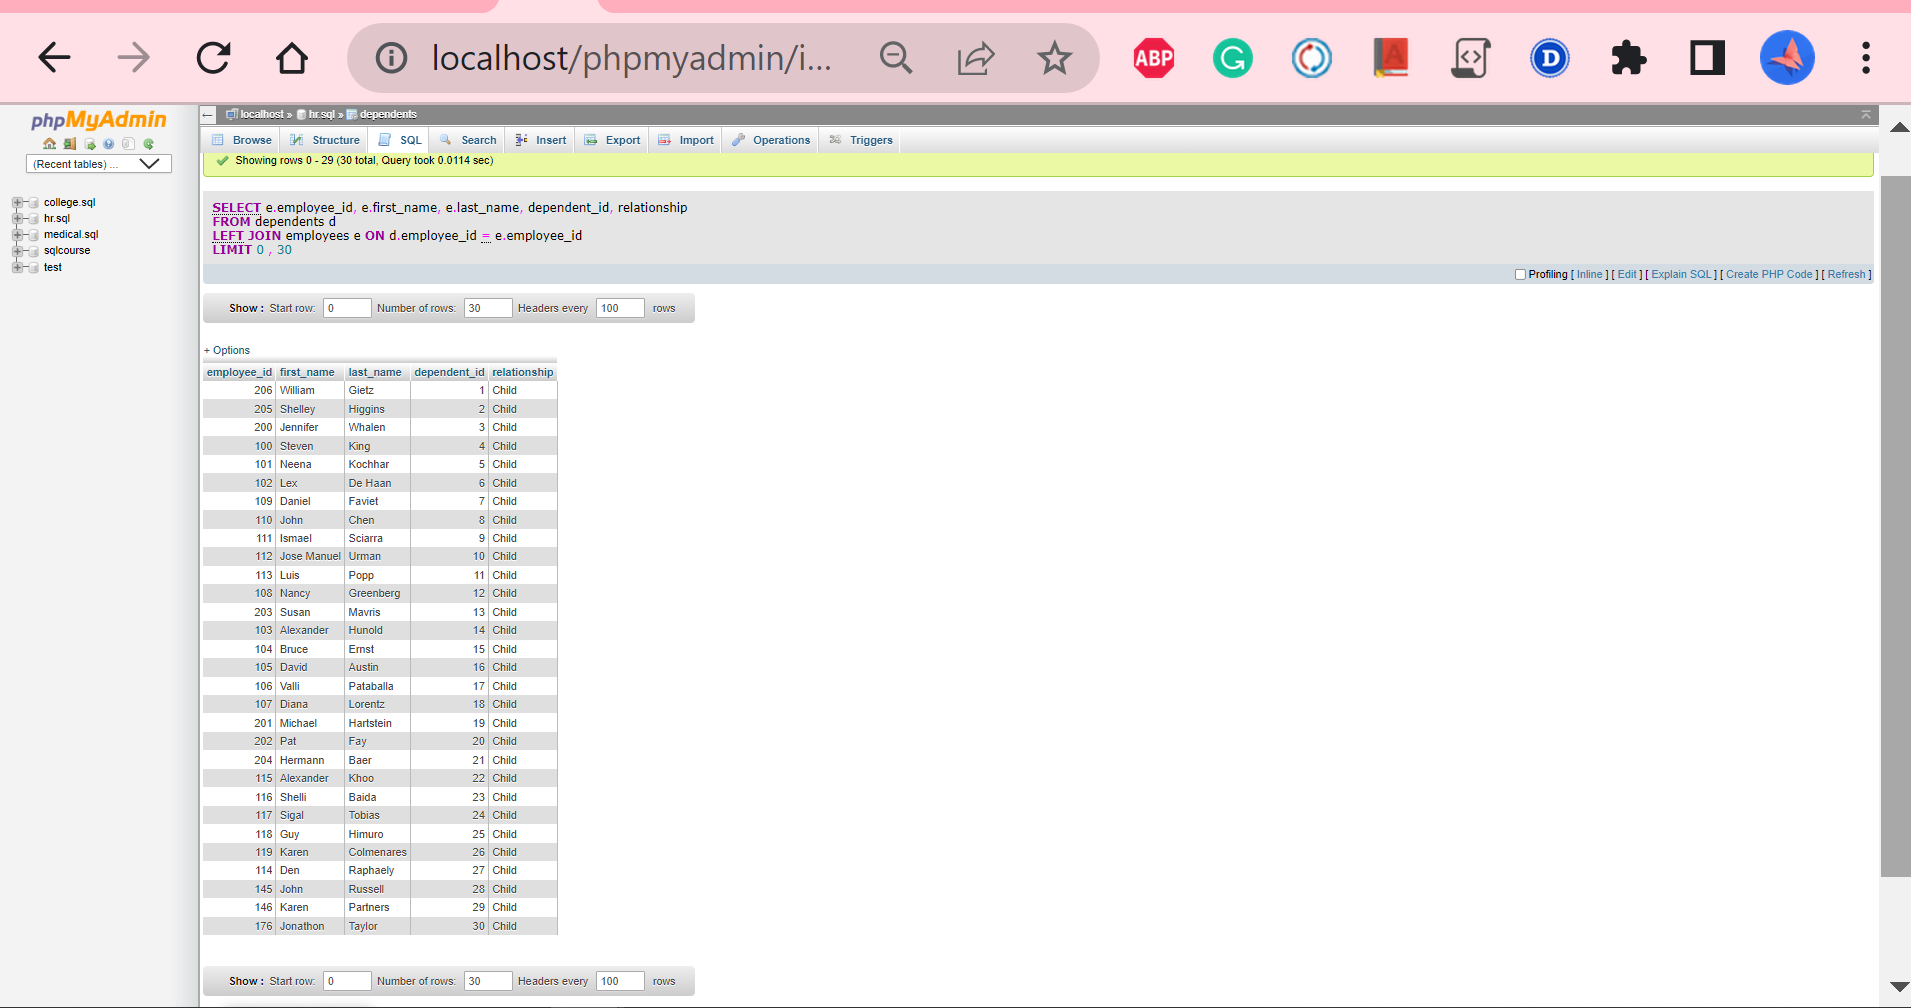 localhost/phpmyadmin/i...
ABP
G
A
D
phpMyAdmin
(Recent tables) ...
college.sql
hr.sql
medical.sql
sqlcourse
test
localhost » hr.sql » dependents
Browse Structure SQL Search Insert Export Import Operations Triggers
Showing rows 0 - 29 (30 total, Query took 0.0114 sec)
SELECT e.employee_id, e.first_name, e.last_name, dependent_id, relationship
FROM dependents d
LEFT JOIN employees e ON d.employee_id = e.employee_id
LIMIT 0 , 30
Profiling [ Inline ] [ Edit ] [ Explain SQL ] [ Create PHP Code ] [ Refresh ]
Show : Start row: 0 Number of rows: 30 Headers every 100 rows
+ Options
employee_id first_name last_name dependent_id relationship
206 William Gietz 1 Child
205 Shelley Higgins 2 Child
200 Jennifer Whalen 3 Child
100 Steven King 4 Child
101 Neena Kochhar 5 Child
102 Lex De Haan 6 Child
109 Daniel Faviet 7 Child
110 John Chen 8 Child
111 Ismael Sciarra 9 Child
112 Jose Manuel Urman 10 Child
113 Luis Popp 11 Child
108 Nancy Greenberg 12 Child
203 Susan Mavris 13 Child
103 Alexander Hunold 14 Child
104 Bruce Ernst 15 Child
105 David Austin 16 Child
106 Valli Pataballa 17 Child
107 Diana Lorentz 18 Child
201 Michael Hartstein 19 Child
202 Pat Fay 20 Child
204 Hermann Baer 21 Child
115 Alexander Khoo 22 Child
116 Shelli Baida 23 Child
117 Sigal Tobias 24 Child
118 Guy Himuro 25 Child
119 Karen Colmenares 26 Child
114 Den Raphaely 27 Child
145 John Russell 28 Child
146 Karen Partners 29 Child
176 Jonathon Taylor 30 Child
Show : Start row: 0 Number of rows: 30 Headers every 100 rows